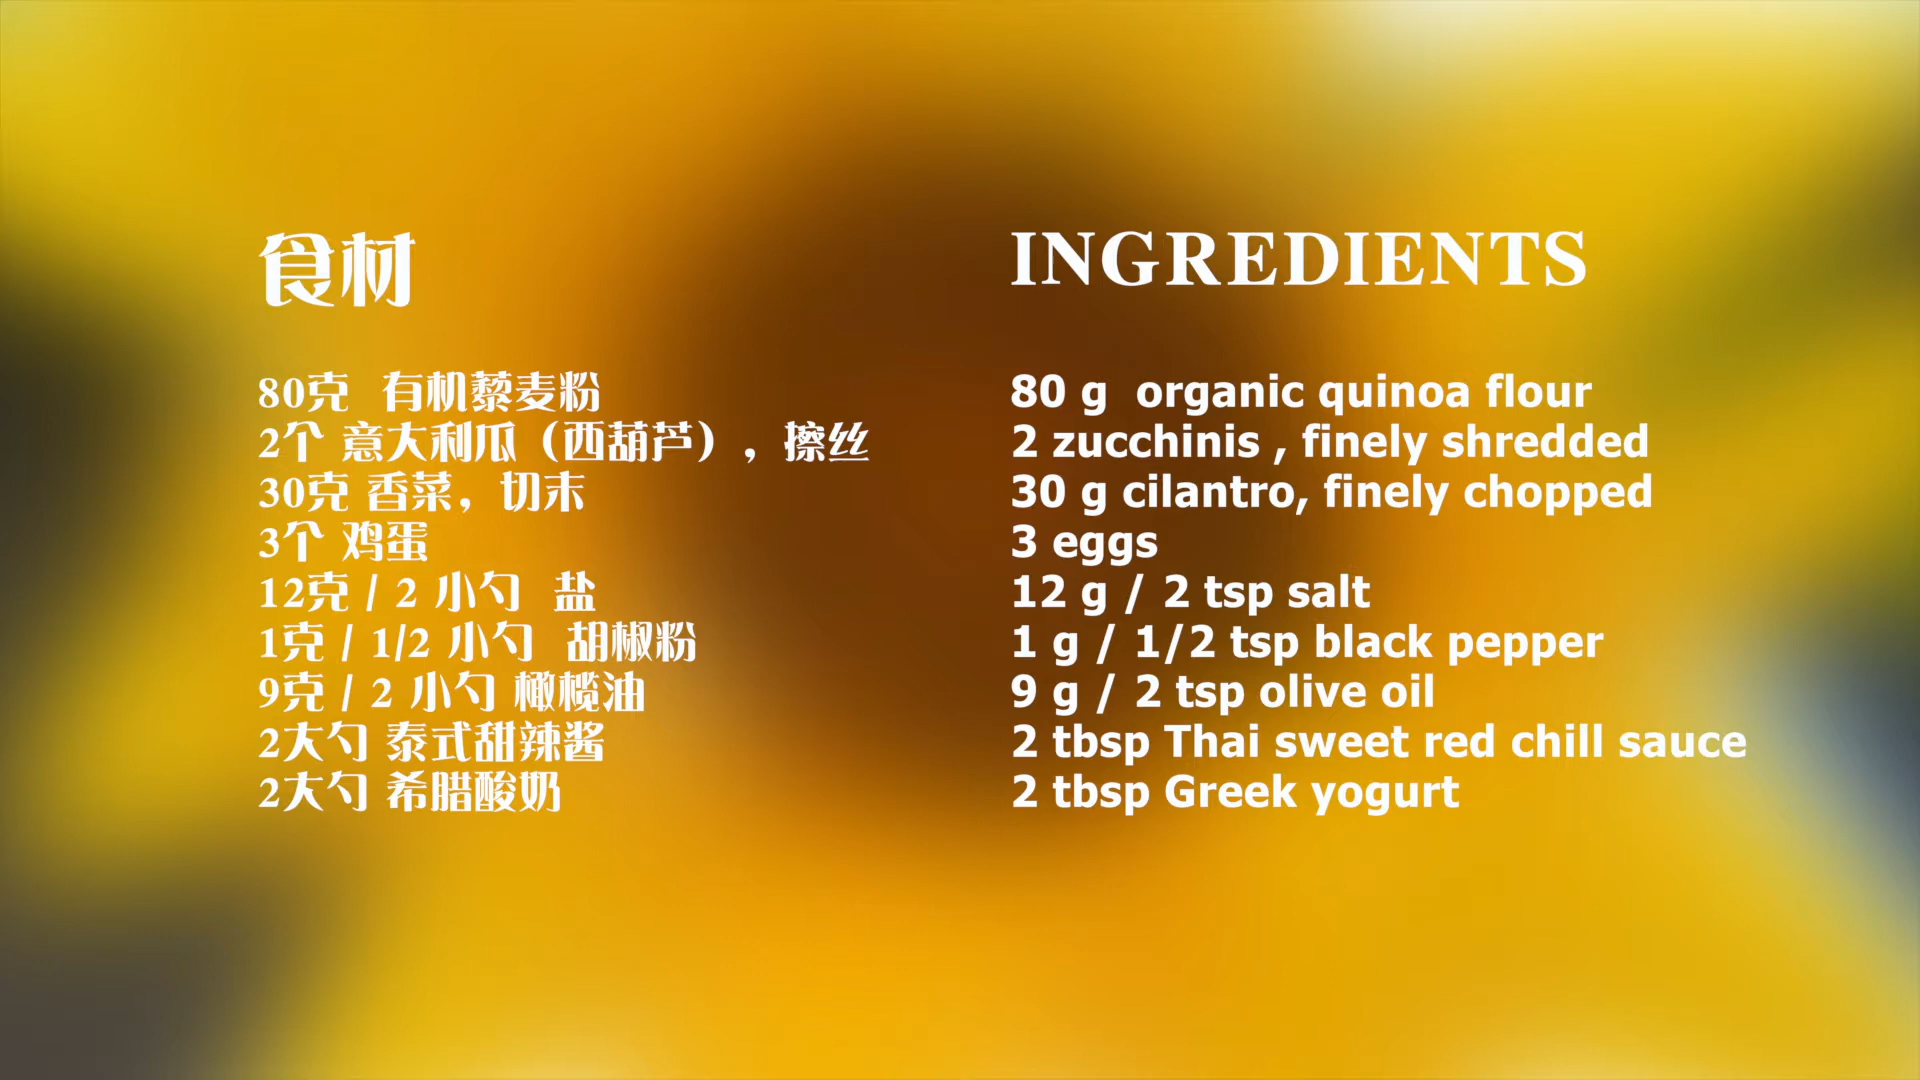 食材
80克 有机藜麦粉
2个 意大利瓜（西葫芦），擦丝
30克 香菜，切末
3个 鸡蛋
12克 / 2 小勺 盐
1克 / 1/2 小勺 胡椒粉
9克 / 2 小勺 橄榄油
2大勺 泰式甜辣酱
2大勺 希腊酸奶
INGREDIENTS
80 g organic quinoa flour
2 zucchinis , finely shredded
30 g cilantro, finely chopped
3 eggs
12 g / 2 tsp salt
1 g / 1/2 tsp black pepper
9 g / 2 tsp olive oil
2 tbsp Thai sweet red chill sauce
2 tbsp Greek yogurt